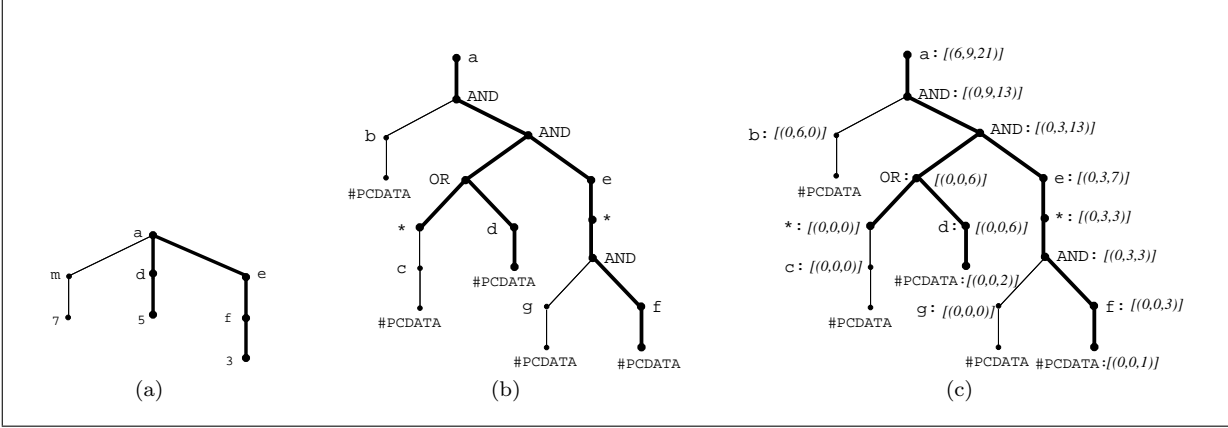 a
m
d
e
7
5
f
3
(a)
a
AND
b
AND
#PCDATA
OR
e
*
d
*
c
#PCDATA
AND
#PCDATA
g
f
#PCDATA
#PCDATA
(b)
a: [(6,9,21)]
AND: [(0,9,13)]
b: [(0,6,0)]
AND: [(0,3,13)]
#PCDATA
OR: [(0,0,6)]
e: [(0,3,7)]
*: [(0,0,0)]
d: [(0,0,6)]
*: [(0,3,3)]
c: [(0,0,0)]
#PCDATA:[(0,0,2)]
AND: [(0,3,3)]
#PCDATA
g: [(0,0,0)]
f: [(0,0,3)]
#PCDATA
#PCDATA:[(0,0,1)]
(c)